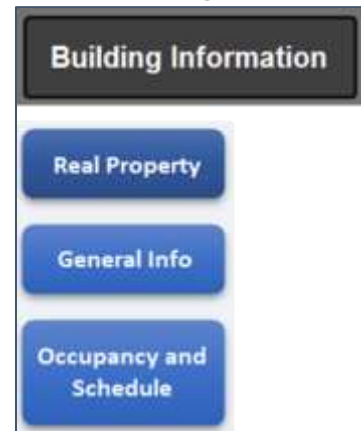 Building Information
Real Property
General Info
Occupancy and
Schedule